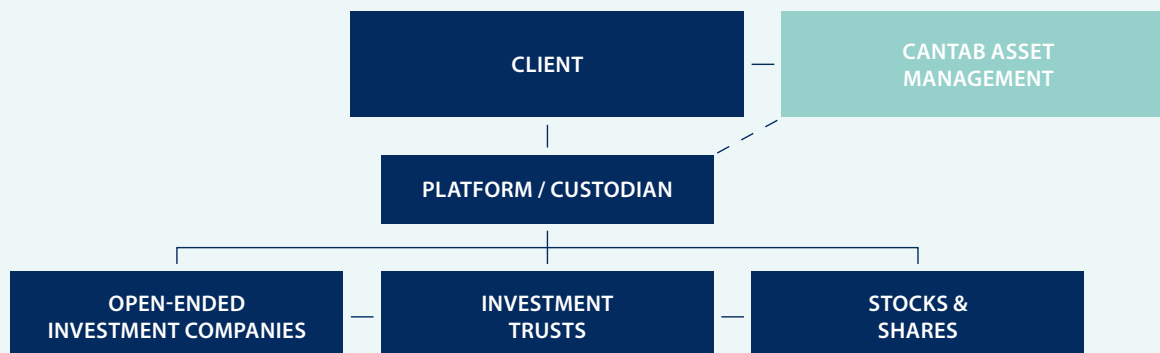 CLIENT
CANTAB ASSET
MANAGEMENT
PLATFORM / CUSTODIAN
OPEN-ENDED
INVESTMENT COMPANIES
INVESTMENT
TRUSTS
STOCKS &
SHARES